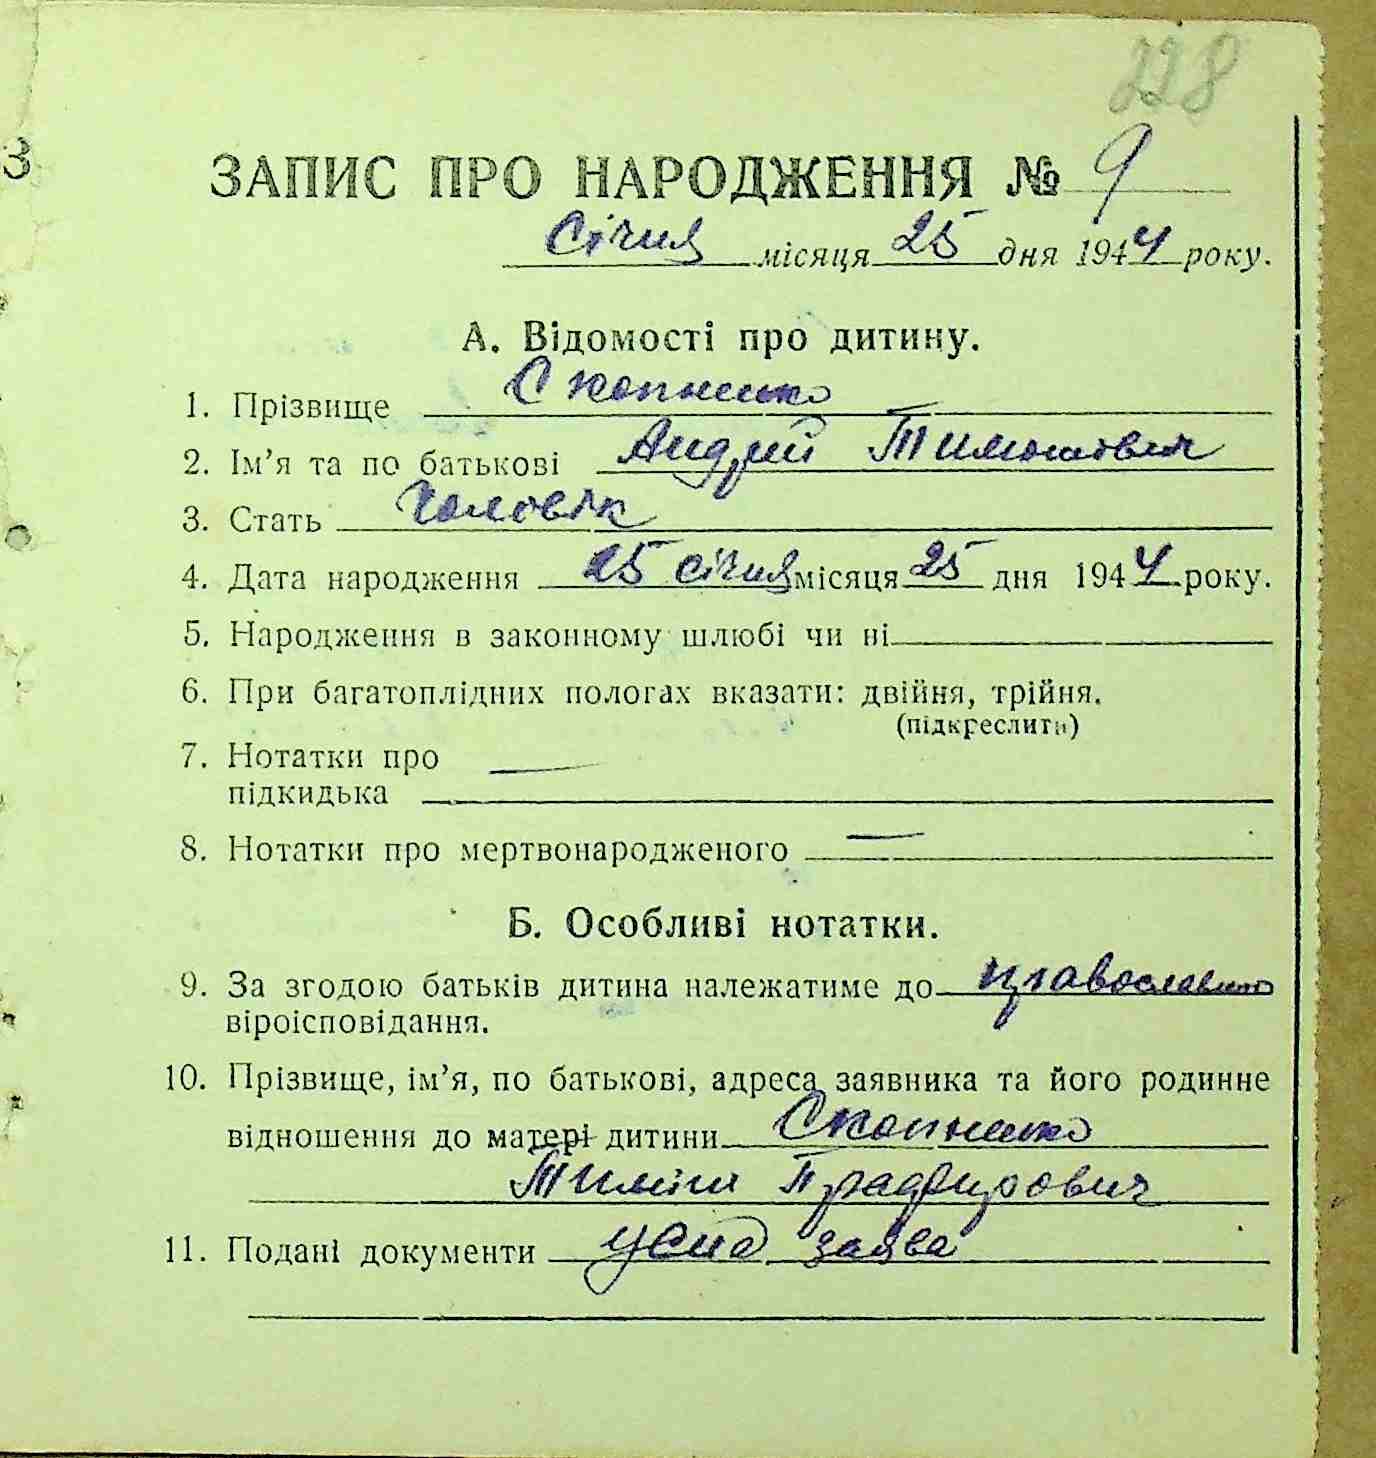 228
З
ЗАПИС ПРО НАРОДЖЕННЯ № 9
Січня місяця 25 дня 1944 року.
А. Відомості про дитину.
1. Прізвище Скопненко
2. Ім’я та по батькові Андрій Тимошович
3. Стать Чоловік
4. Дата народження 25 січня місяця 25 дня 1944 року.
5. Народження в законному шлюбі чи ні
6. При багатоплідних пологах вказати: двійня, трійня.
(підкреслити)
7. Нотатки про —
підкидька
8. Нотатки про мертвонародженого —
Б. Особливі нотатки.
9. За згодою батьків дитина належатиме до
віроісповідання.
10. Прізвище, ім’я, по батькові, адреса заявника та його родинне
відношення до матері дитини Скопненко
11. Подані документи усна заява